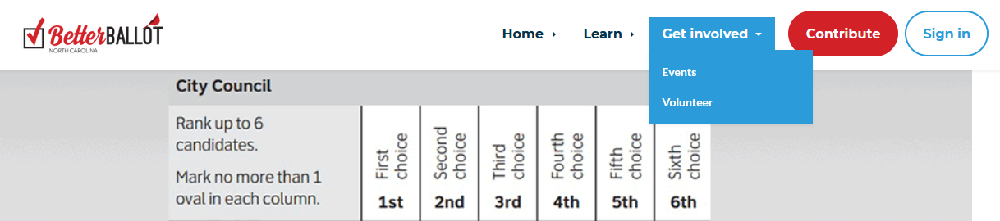 BetterBALLOT
NORTH CAROLINA
Home
Learn
Get involved
Contribute
Sign in
Events
Volunteer
City Council
Rank up to 6
candidates.
Mark no more than 1
oval in each column.
First
choice
1st
Second
choice
2nd
Third
choice
3rd
Fourth
choice
4th
Fifth
choice
5th
Sixth
choice
6th